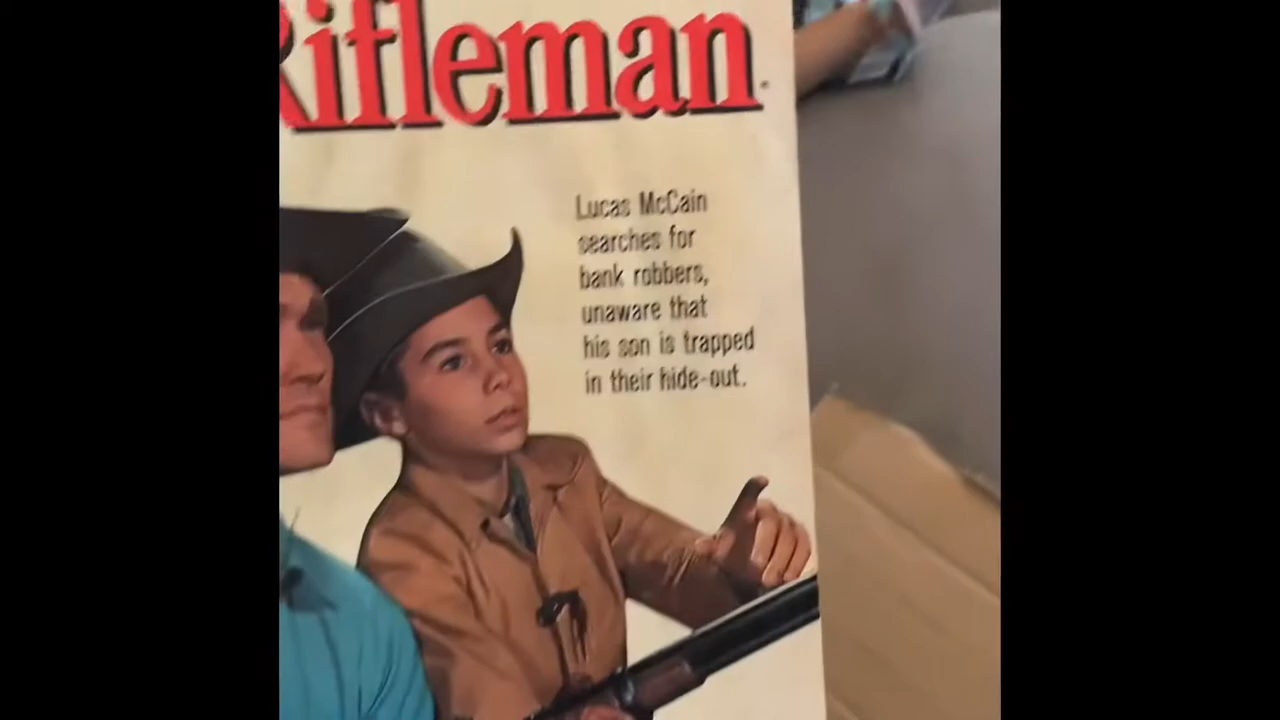 Rifleman
Lucas McCain
searches for
bank robbers,
unaware that
his son is trapped
in their hide-out.